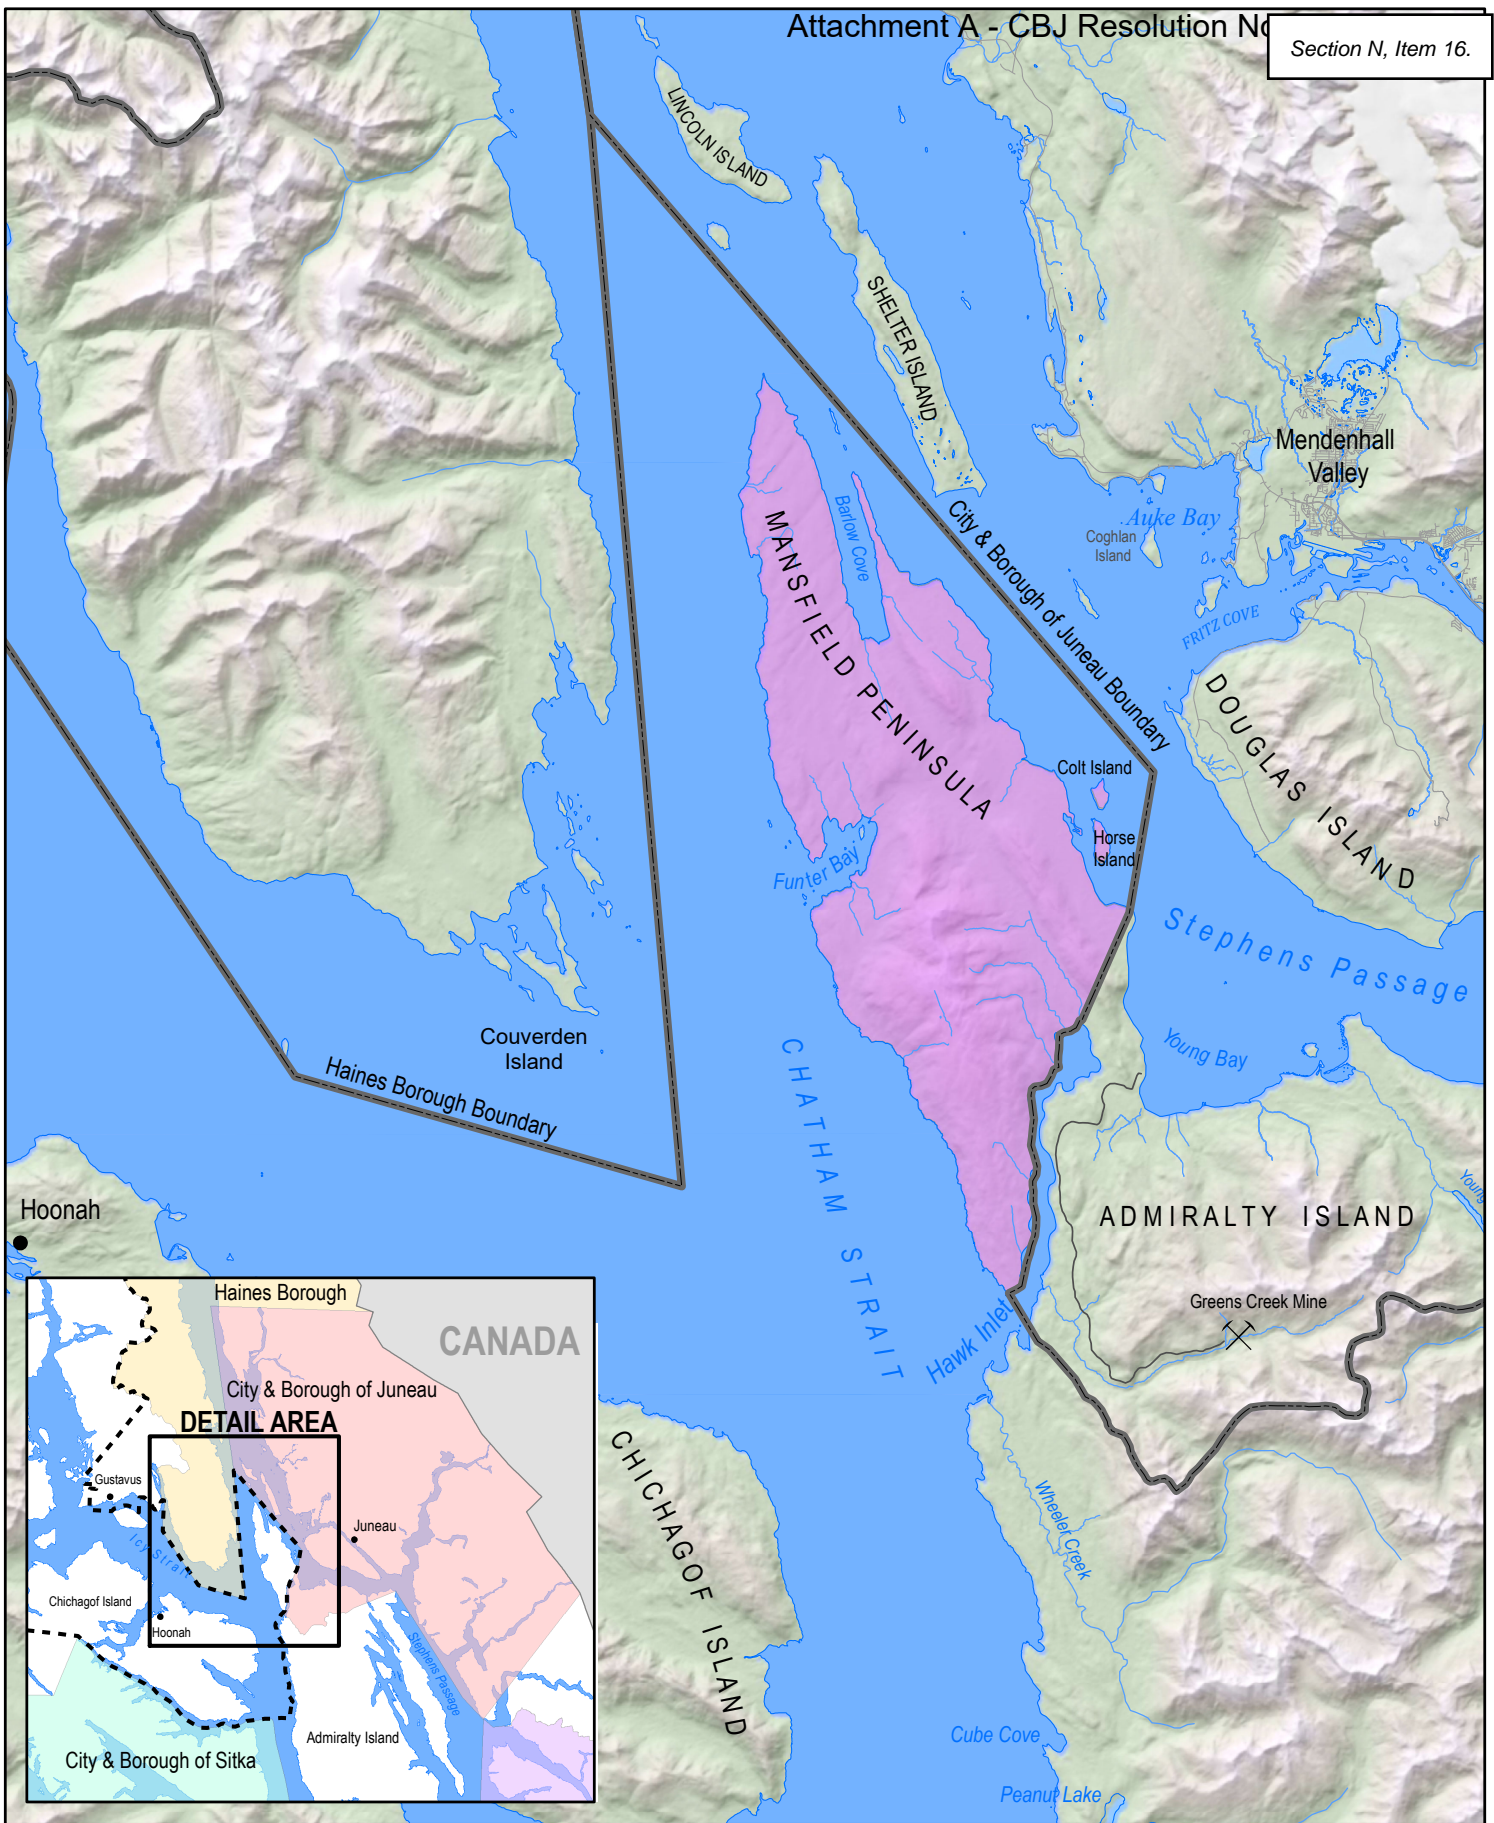 Attachment A - CBJ Resolution No
Section N, Item 16.
LINCOLN ISLAND
SHELTER ISLAND
Mendenhall
Valley
Auke Bay
Coghlan
Island
Barlow Cove
City & Borough of Juneau Boundary
MANSFIELD PENINSULA
FRITZ COVE
DOUGLAS ISLAND
Colt Island
Horse
Island
Funter Bay
Stephens Passage
Couverden
Island
Young Bay
Haines Borough Boundary
CHATHAM STRAIT
Hoonah
Young
ADMIRALTY ISLAND
Greens Creek Mine
Hawk Inlet
CHICHAGOF ISLAND
Wheeler Creek
Cube Cove
Peanut Lake
Haines Borough
CANADA
City & Borough of Juneau
DETAIL AREA
Gustavus
Juneau
Icy Strait
Chichagof Island
Hoonah
Stephens Passage
Admiralty Island
City & Borough of Sitka